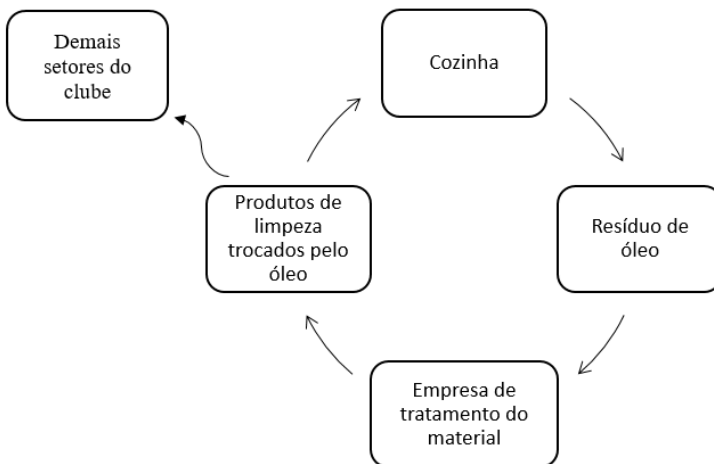 Demais
setores do
clube
Cozinha
Produtos de
limpeza
trocados pelo
óleo
Resíduo de
óleo
Empresa de
tratamento do
material